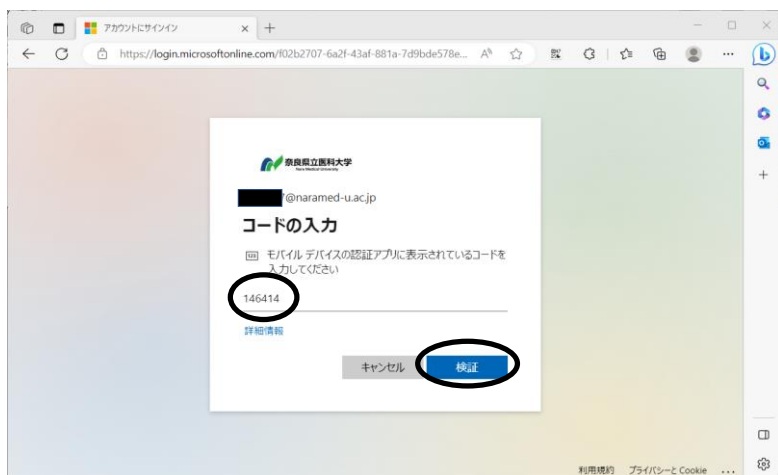 アカウントにサインイン
https://login.microsoftonline.com/f02b2707-6a2f-43af-881a-7d9bde578e...
奈良県立医科大学
Nara Medical University
7@naramed-u.ac.jp
コードの入力
123 モバイル デバイスの認証アプリに表示されているコードを
入力してください
146414
詳細情報
キャンセル 検証
利用規約 プライバシーと Cookie ...